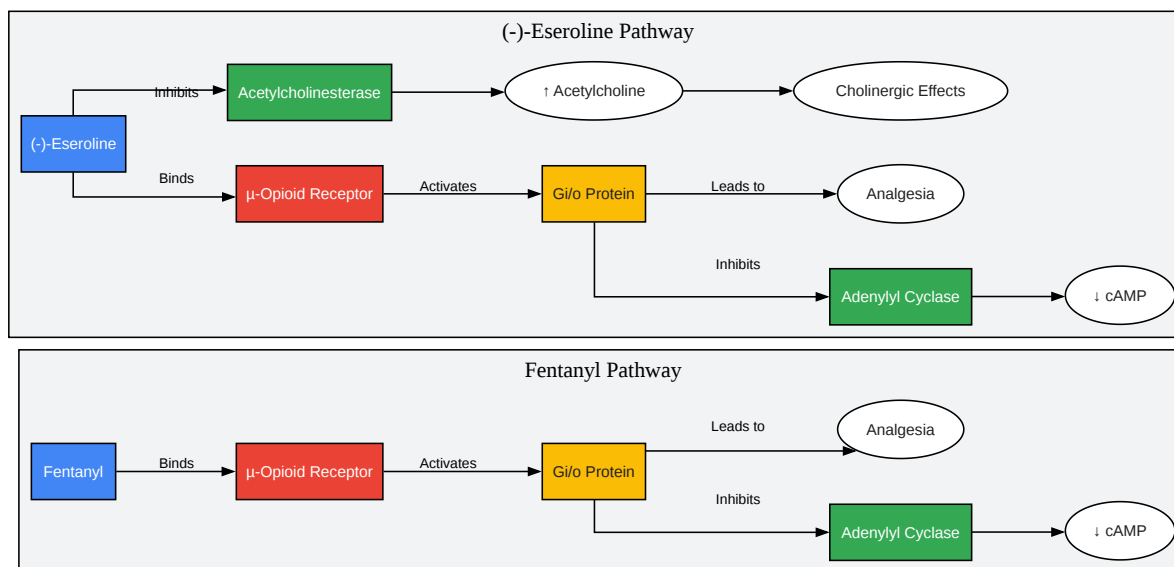 (-)-Eseroline Pathway
Inhibits
Acetylcholinesterase
↑ Acetylcholine
Cholinergic Effects
(-)-Eseroline
Binds
µ-Opioid Receptor
Activates
Gi/o Protein
Leads to
Analgesia
Inhibits
Adenylyl Cyclase
↓ cAMP
Fentanyl Pathway
Fentanyl
Binds
µ-Opioid Receptor
Activates
Gi/o Protein
Leads to
Analgesia
Inhibits
Adenylyl Cyclase
↓ cAMP